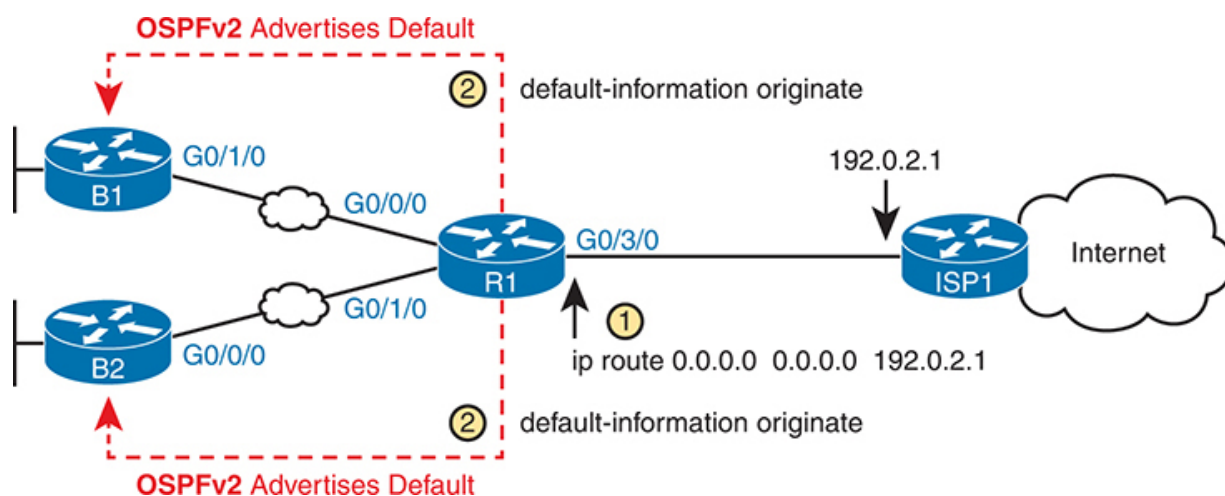 OSPFv2 Advertises Default
2 default-information originate
192.0.2.1
B1
G0/1/0
G0/0/0
R1
G0/3/0
ISP1
Internet
G0/1/0
B2
G0/0/0
1
ip route 0.0.0.0 0.0.0.0 192.0.2.1
2 default-information originate
OSPFv2 Advertises Default